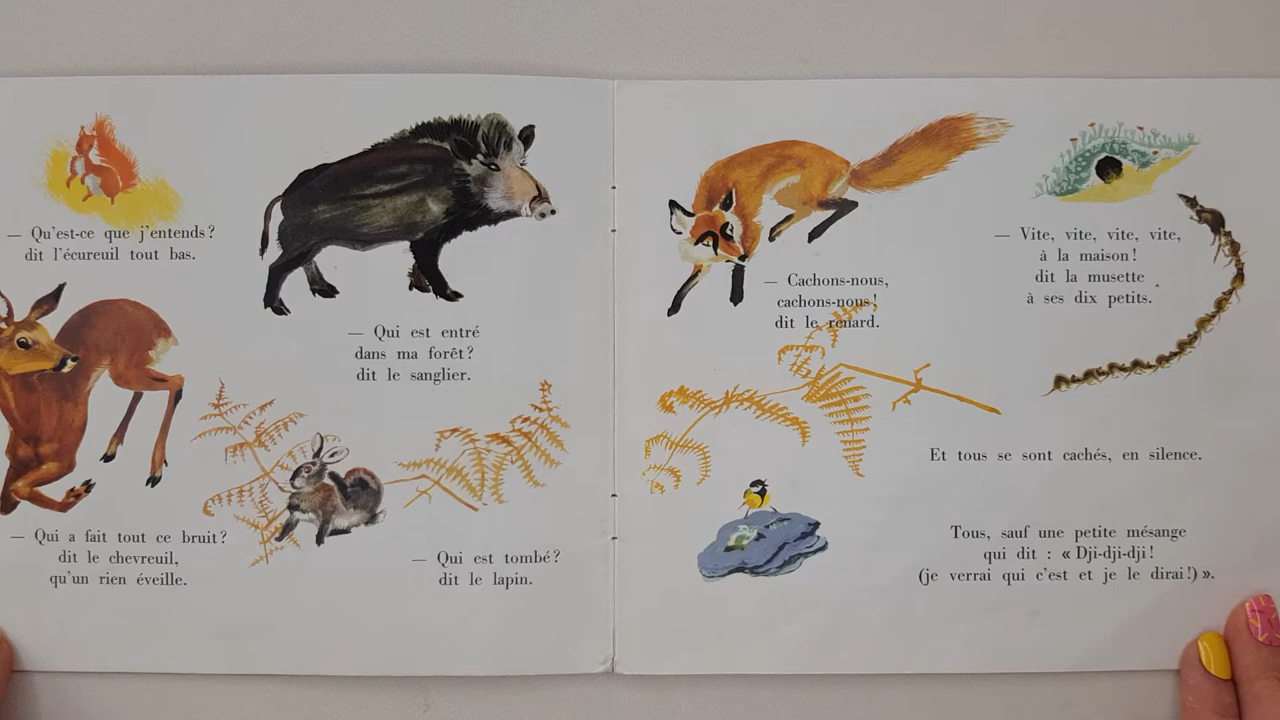 — Qu'est-ce que j'entends?
dit l'écureuil tout bas.
— Qui est entré
dans ma forêt?
dit le sanglier.
— Qui a fait tout ce bruit?
dit le chevreuil,
qu'un rien éveille.
— Qui est tombé?
dit le lapin.
— Cachons-nous,
cachons-nous!
dit le renard.
— Vite, vite, vite, vite,
à la maison!
dit la musette
à ses dix petits.
Et tous se sont cachés, en silence.
Tous, sauf une petite mésange
qui dit : « Dji-dji-dji!
(je verrai qui c'est et je le dirai!) ».